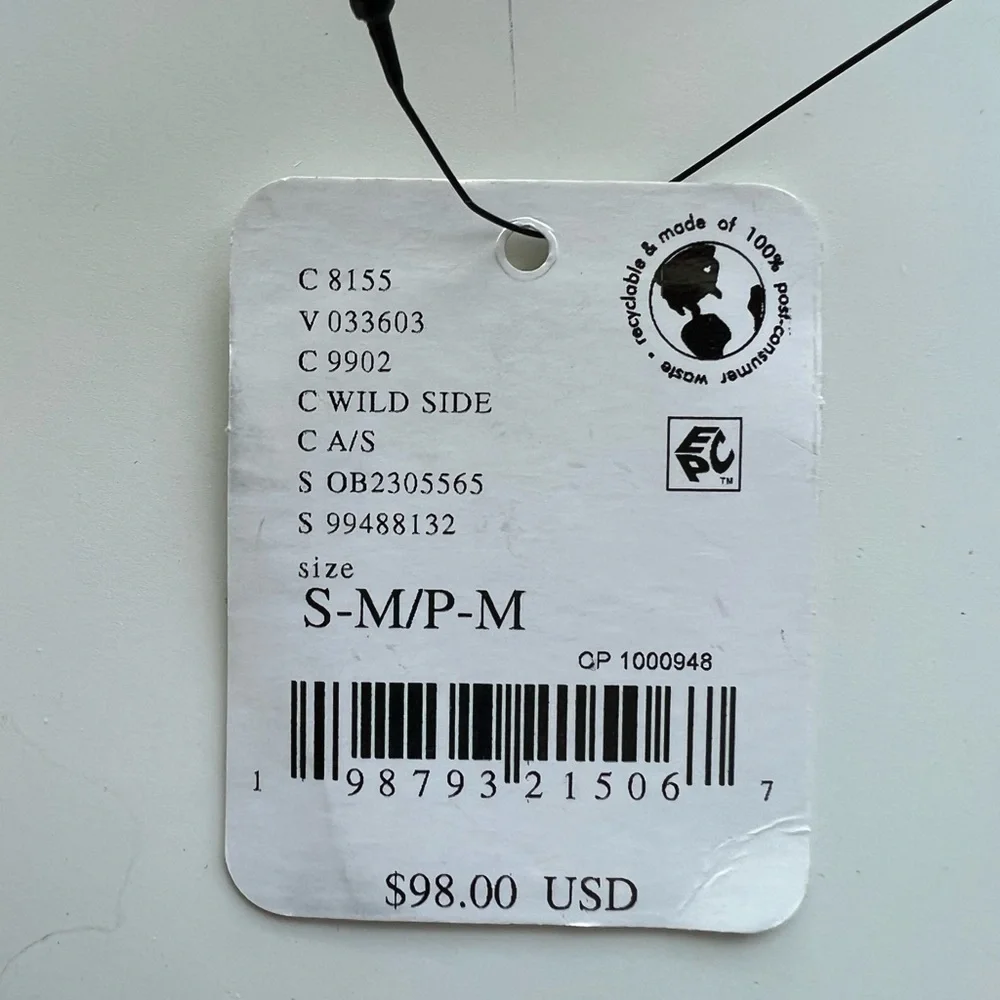 recyclable & made of 100% post-consumer waste •
C 8155
V 033603
C 9902
C WILD SIDE
C A/S
EPC
TM
S OB2305565
S 99488132
size
S-M/P-M
CP 1000948
1 98793 21506 7
$98.00 USD